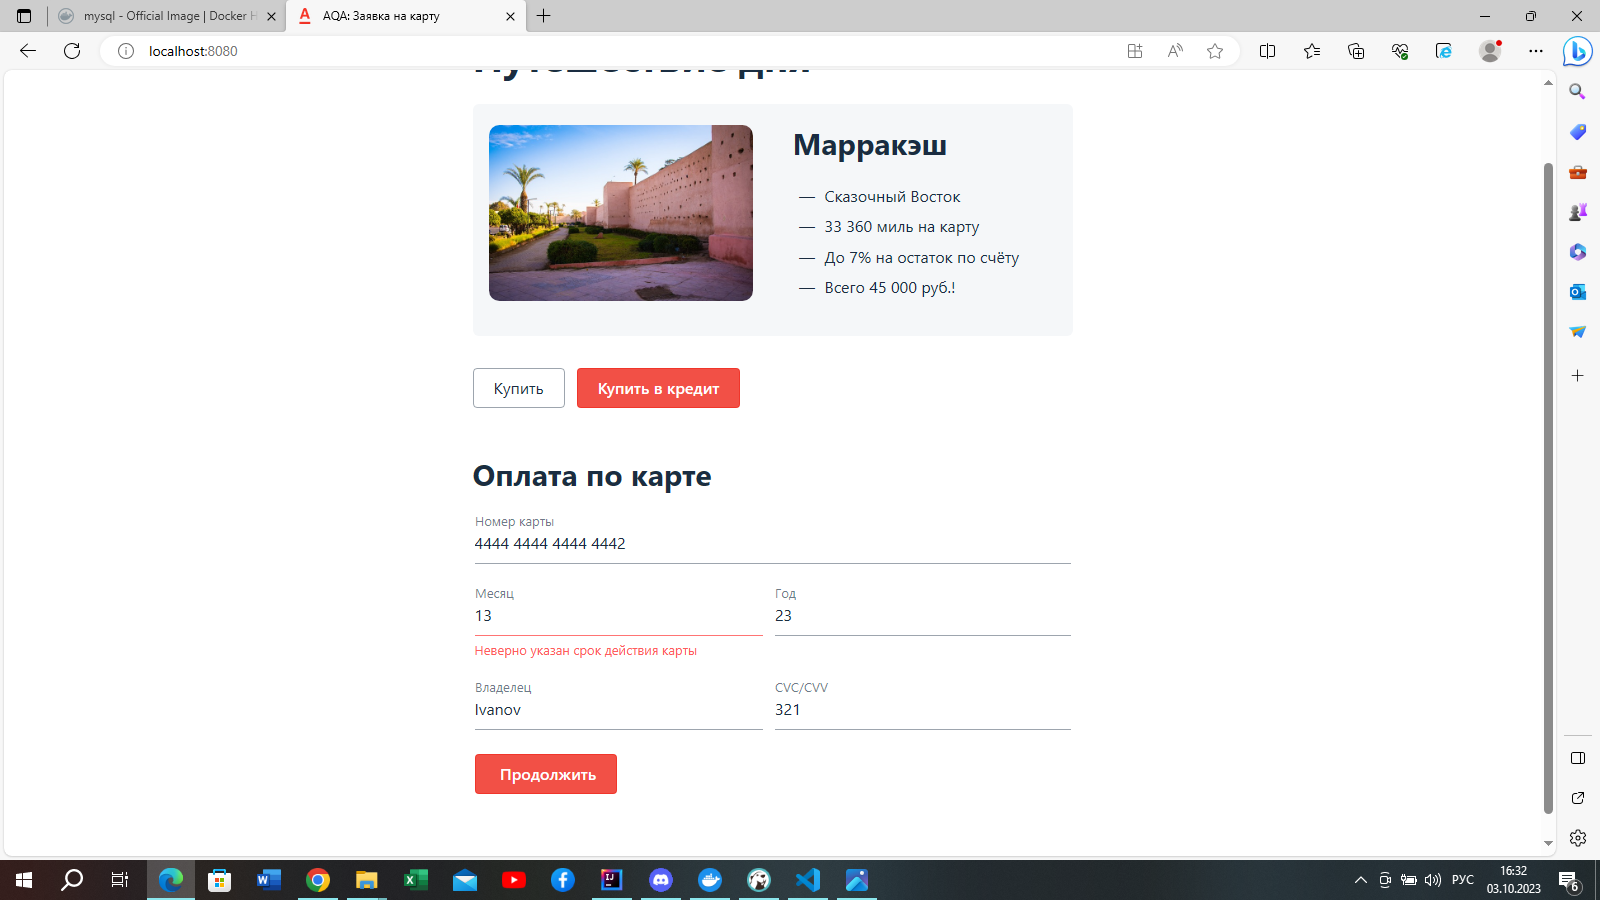 mysql - Official Image | Docker H
AQA: Заявка на карту
localhost:8080
Путешествие дня
Марракэш
— Сказочный Восток
— 33 360 миль на карту
— До 7% на остаток по счёту
— Всего 45 000 руб.!
Купить
Купить в кредит
Оплата по карте
Номер карты
4444 4444 4444 4442
Месяц
Год
13
23
Неверно указан срок действия карты
Владелец
CVC/CVV
Ivanov
321
Продолжить
РУС
16:32
03.10.2023
6